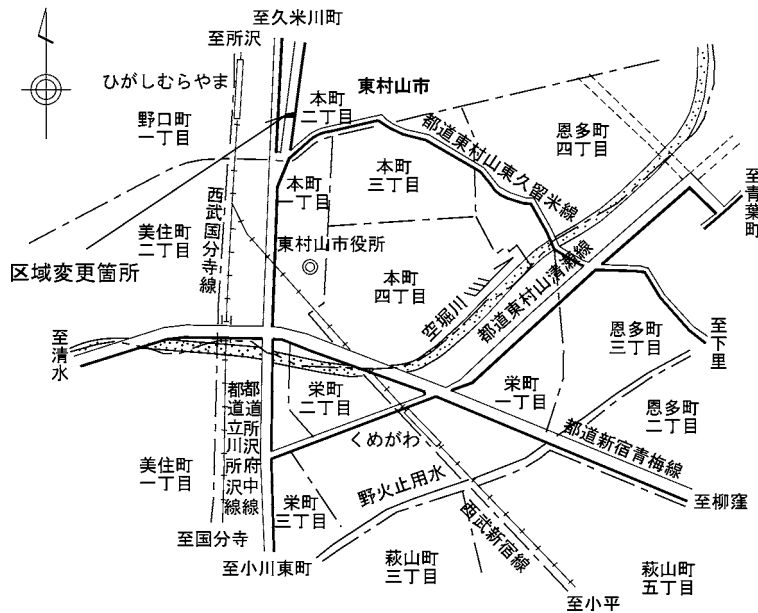 至久米川町
至所沢
ひがしむらやま
野口町
一丁目
本町
二丁目
東村山市
恩多町
四丁目
都道東村山東久留米線
本町
三丁目
本町
一丁目
至青葉町
西武国分寺線
美住町
二丁目
東村山市役所
区域変更箇所
本町
四丁目
空堀川
都道東村山清瀬線
至清水
恩多町
三丁目
至下里
栄町
二丁目
栄町
一丁目
恩多町
二丁目
都道所沢府中線
都道立川所沢線
くめがわ
都道新宿青梅線
美住町
一丁目
野火止用水
栄町
三丁目
西武新宿線
至柳窪
至国分寺
至小川東町
萩山町
三丁目
萩山町
五丁目
至小平